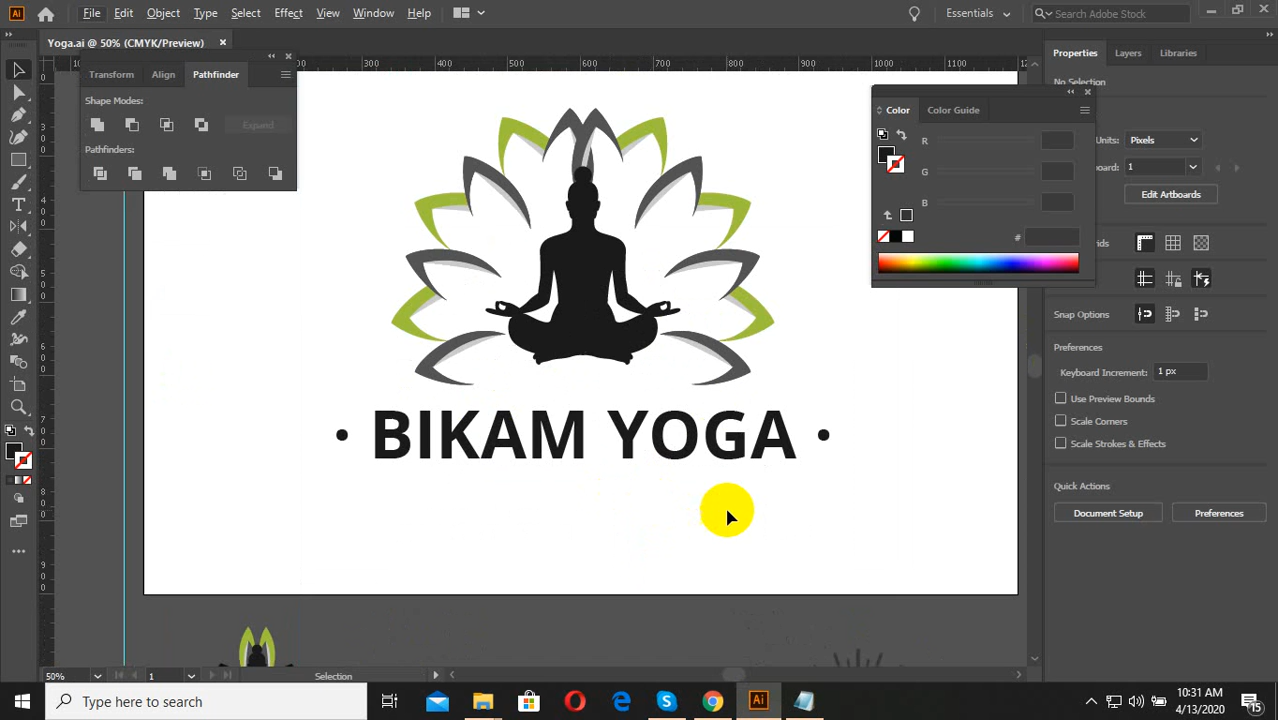 Ai File Edit Object Type Select Effect View Window Help Essentials Search Adobe Stock
Yoga.ai @ 50% (CMYK/Preview)
Transform Align Pathfinder
Shape Modes:
Expand
Pathfinders:
300 400 500 600 700 800 900 1000 1100
Color Color Guide
R
G
B
#
Properties Layers Libraries
No Selection
Units: Pixels
board: 1
Edit Artboards
Snap Options
Preferences
Keyboard Increment: 1 px
Use Preview Bounds
Scale Corners
Scale Strokes & Effects
Quick Actions
Document Setup Preferences
• BIKAM YOGA •
50% 1 Selection
Type here to search
Ai
10:31 AM
4/13/2020
15